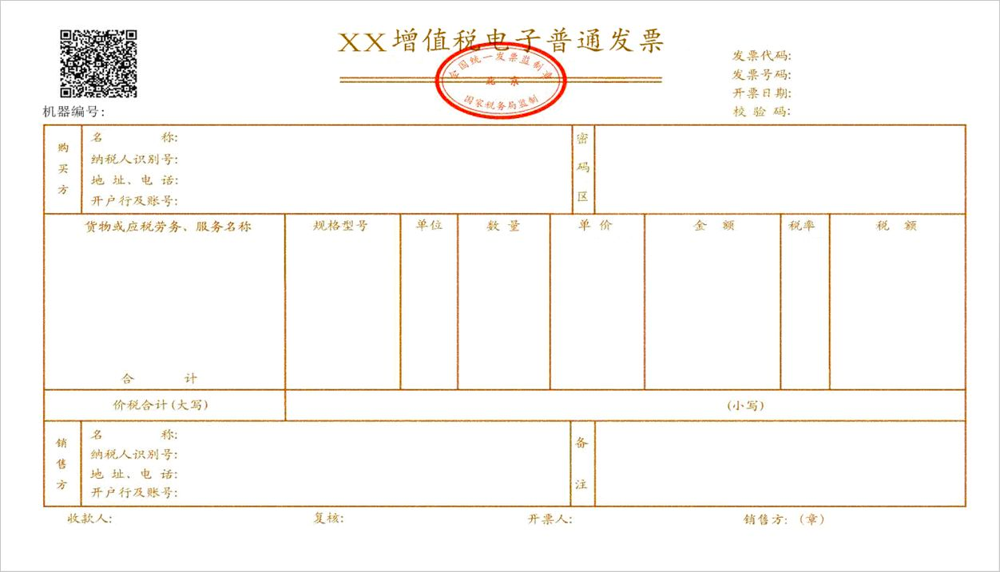 XX增值税电子普通发票
全国统一发票监制章
北京
国家税务局监制
发票代码:
发票号码:
开票日期:
校验码:
机器编号:
购买方
名称:
纳税人识别号:
地址、电话:
开户行及账号:
密码区
货物或应税劳务、服务名称 规格型号 单位 数量 单价 金额 税率 税额
合计
价税合计(大写) (小写)
销售方
名称:
纳税人识别号:
地址、电话:
开户行及账号:
备注
收款人: 复核: 开票人: 销售方:(章)